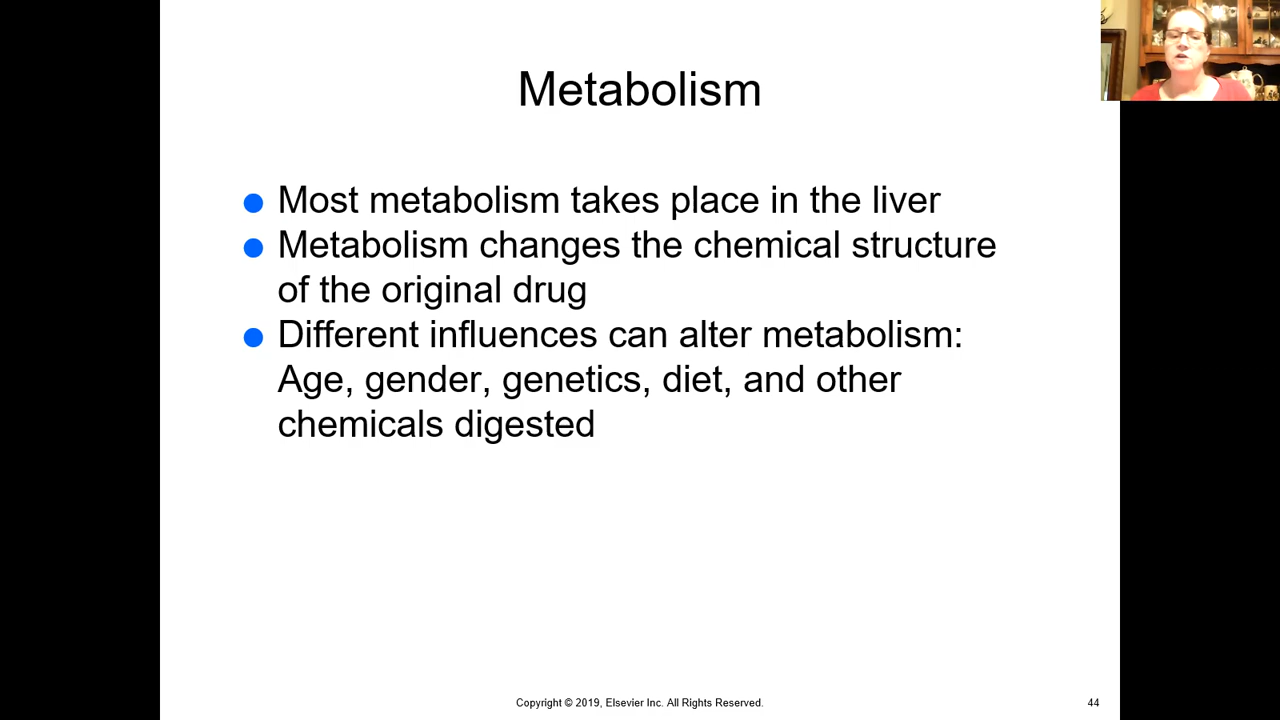 Metabolism
● Most metabolism takes place in the liver
● Metabolism changes the chemical structure
of the original drug
● Different influences can alter metabolism:
Age, gender, genetics, diet, and other
chemicals digested
Copyright © 2019, Elsevier Inc. All Rights Reserved.
44